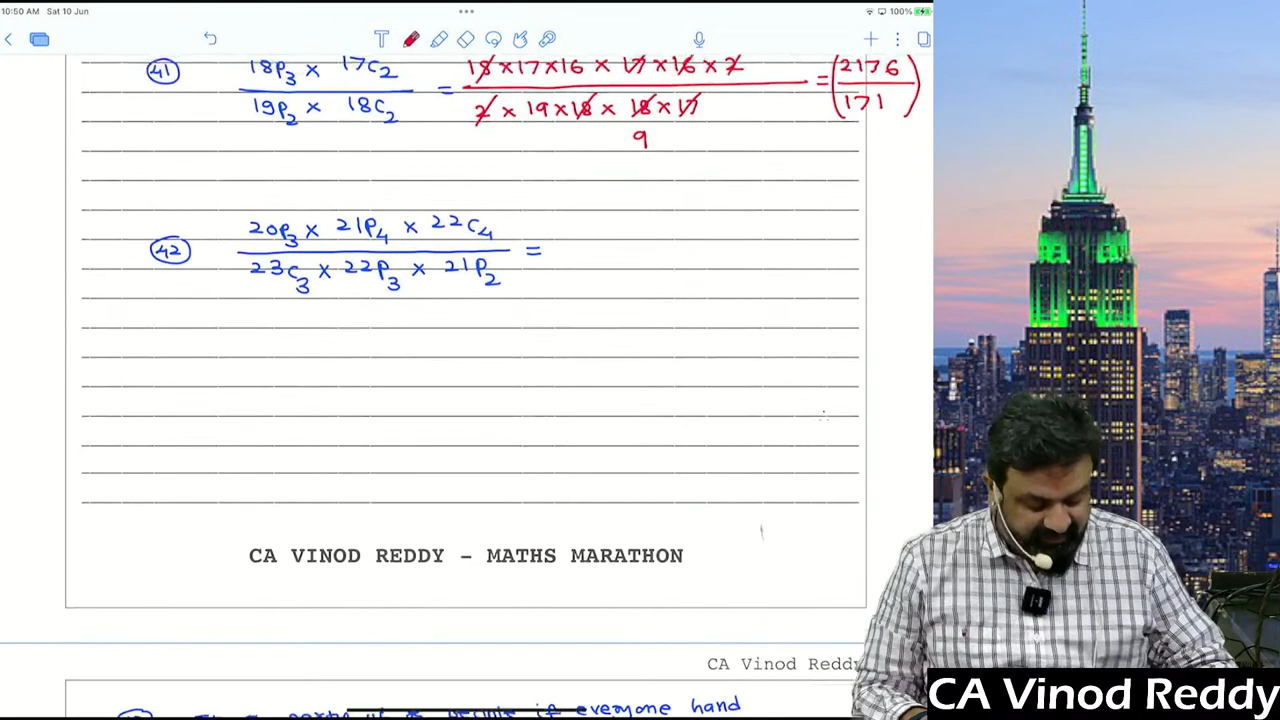 10:50 AM Sat 10 Jun
100%
41 18P3 x 17C2 / 19P2 x 18C2 = 18 x 17 x 16 x 17 x 16 x 2 / 2 x 19 x 18 x 18 x 17 = (2176 / 171)
9
42 20P3 x 21P4 x 22C4 / 23C3 x 22P3 x 21P2 =
CA VINOD REDDY – MATHS MARATHON
CA Vinod Reddy
if everyone hand
CA Vinod Reddy